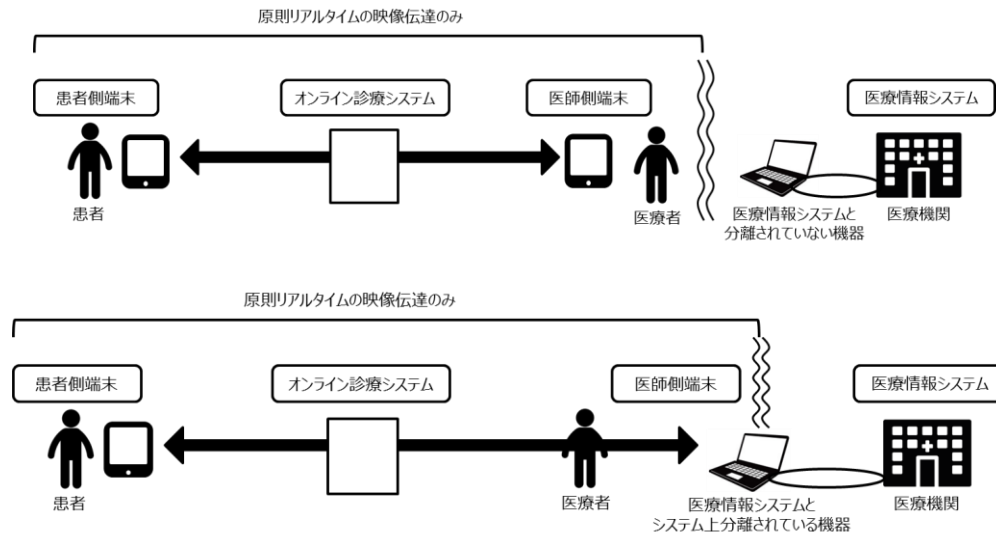 原則リアルタイムの映像伝達のみ
患者側端末
オンライン診療システム
医師側端末
医療情報システム
患者
医療者
医療情報システムと
分離されていない機器
医療機関
原則リアルタイムの映像伝達のみ
患者側端末
オンライン診療システム
医師側端末
医療情報システム
患者
医療者
医療情報システムと
システム上分離されている機器
医療機関